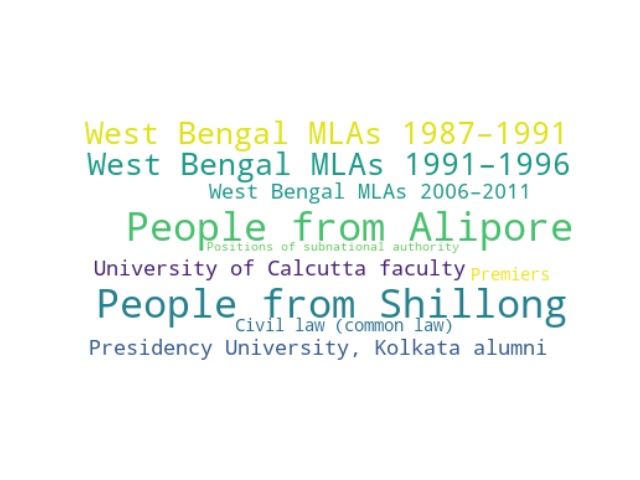 West Bengal MLAs 1987–1991
West Bengal MLAs 1991–1996
West Bengal MLAs 2006–2011
People from Alipore
Positions of subnational authority
University of Calcutta faculty
Premiers
People from Shillong
Civil law (common law)
Presidency University, Kolkata alumni